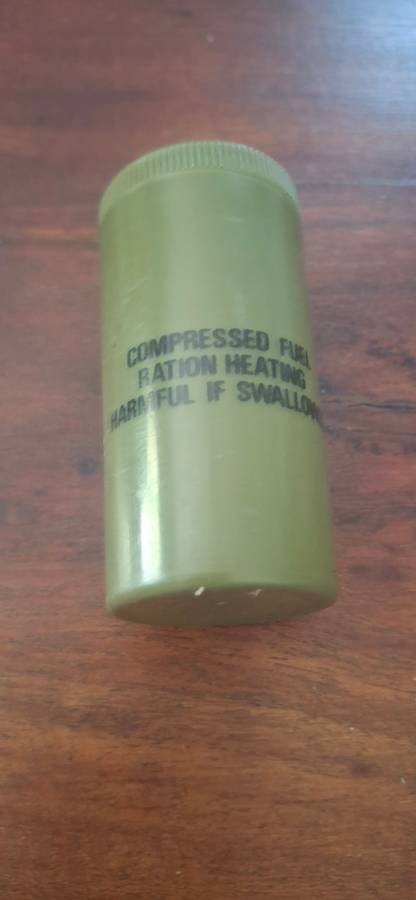 COMPRESSED FUEL
RATION HEATING
HARMFUL IF